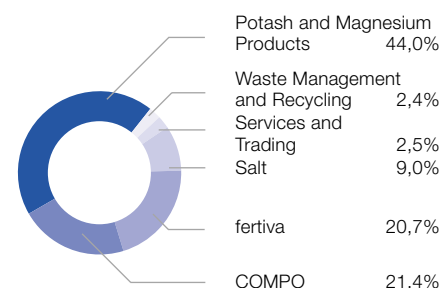 Potash and Magnesium
Products 44,0%
Waste Management
and Recycling 2,4%
Services and
Trading 2,5%
Salt 9,0%
fertiva 20,7%
COMPO 21,4%